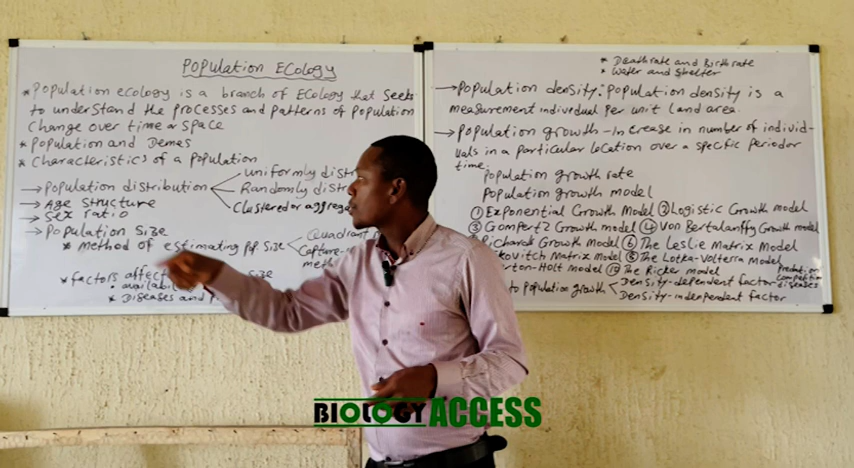 Population Ecology
* Population ecology is a branch of Ecology that seeks
to understand the processes and patterns of population
change over time or space
* Population and Demes
* Characteristics of a population
→ Population distribution
uniformly
Randomly
Clustered or
→ Age structure
→ Sex ratio
→ Population size
* method of estimating pop size
Quadrant
Capture-
* factors
size
* Diseases and
* Death rate and Birth rate
* Water and Shelter
→ Population density: Population density is a
measurement individual per unit land area.
→ Population growth - Increase in number of individ-
uals in a particular location over a specific period or
time.
Population growth rate
Population growth model
① Exponential Growth Model ② Logistic Growth model
③ Gompertz Growth Model ④ Von Bertalanffy Growth model
Richards Growth Model ⑥ The Leslie Matrix Model
Matrix Model ⑧ The Lotka-Volterra Model
-Holt Model ⑩ The Ricker model
to Population growth
Density-dependent factor
Density-independent factor
Predation
Competition
diseases
BIOLOGY ACCESS